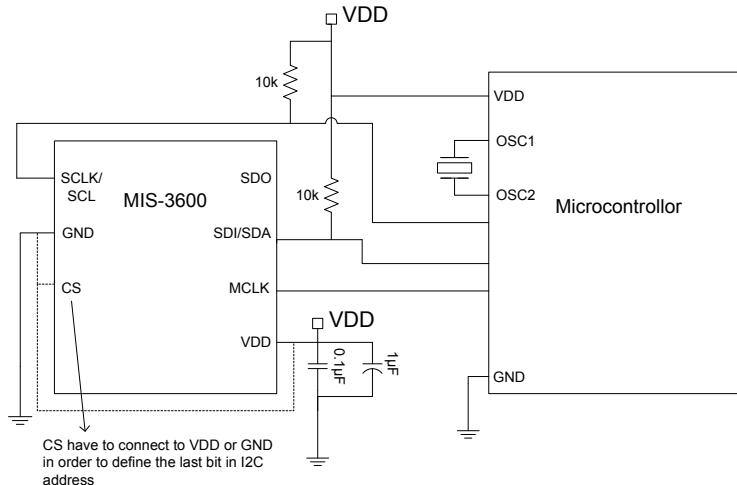 VDD
10k
VDD
OSC1
OSC2
Microcontrollor
GND
SCLK/
SCL
GND
CS
MIS-3600
SDO
10k
SDI/SDA
MCLK
VDD
VDD
0.1µF
1µF
CS have to connect to VDD or GND
in order to define the last bit in I2C
address